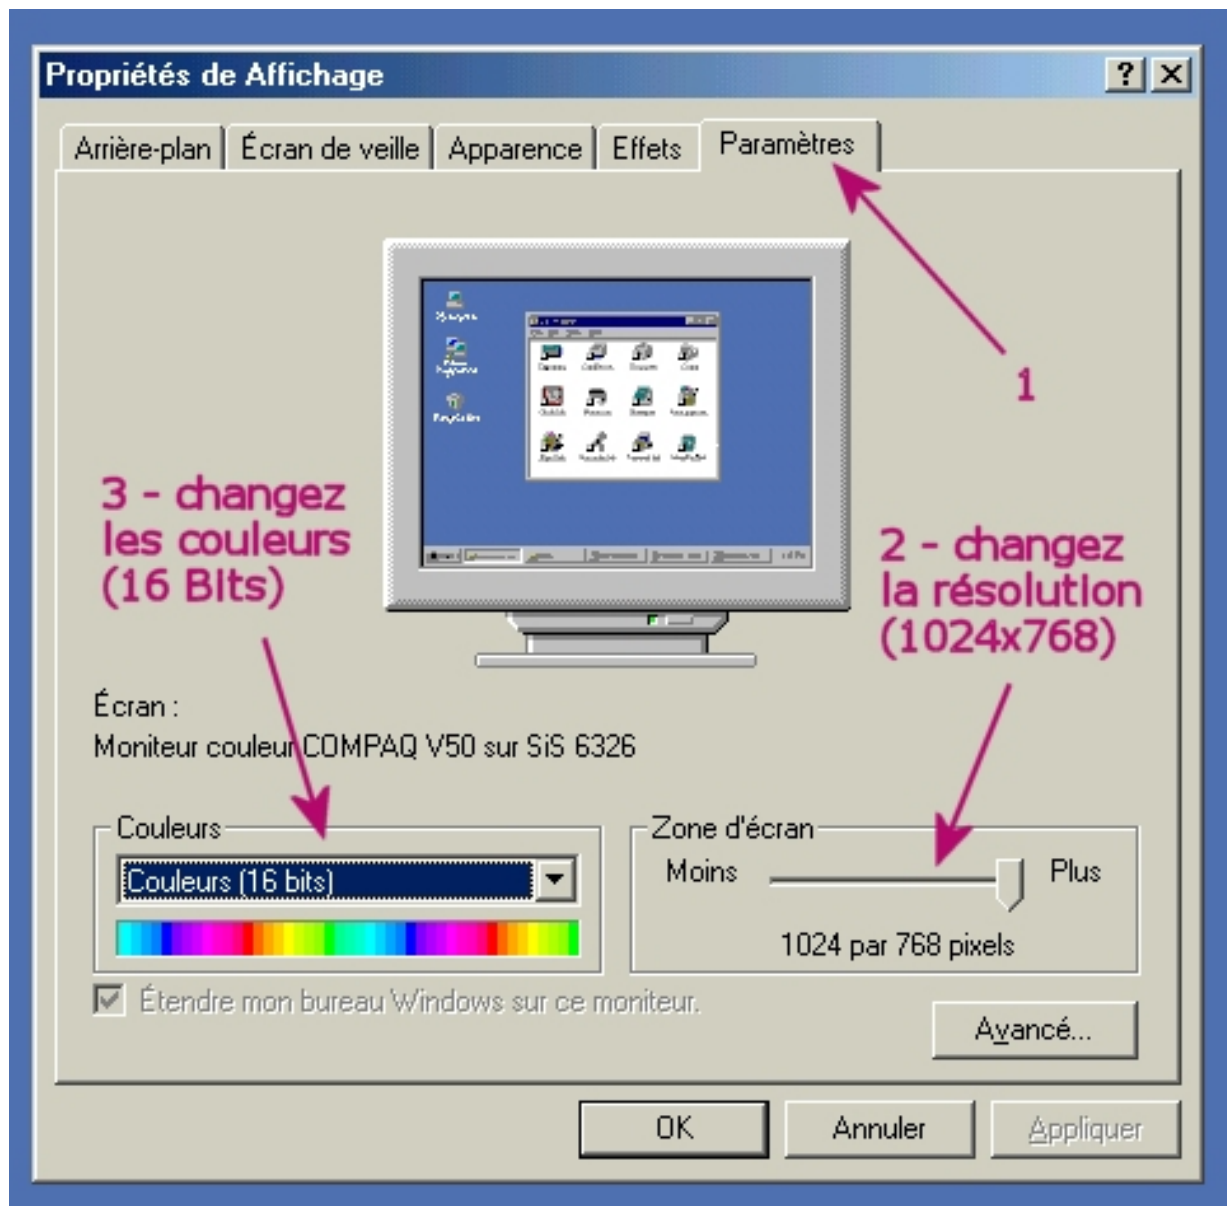 Propriétés de Affichage
Arrière-plan
Écran de veille
Apparence
Effets
Paramètres
1
3 - changez
les couleurs
(16 Bits)
2 - changez
la résolution
(1024x768)
Écran :
Moniteur couleur COMPAQ V50 sur SiS 6326
Couleurs
Couleurs (16 bits)
Zone d'écran
Moins
Plus
1024 par 768 pixels
Étendre mon bureau Windows sur ce moniteur.
Avancé...
OK
Annuler
Appliquer